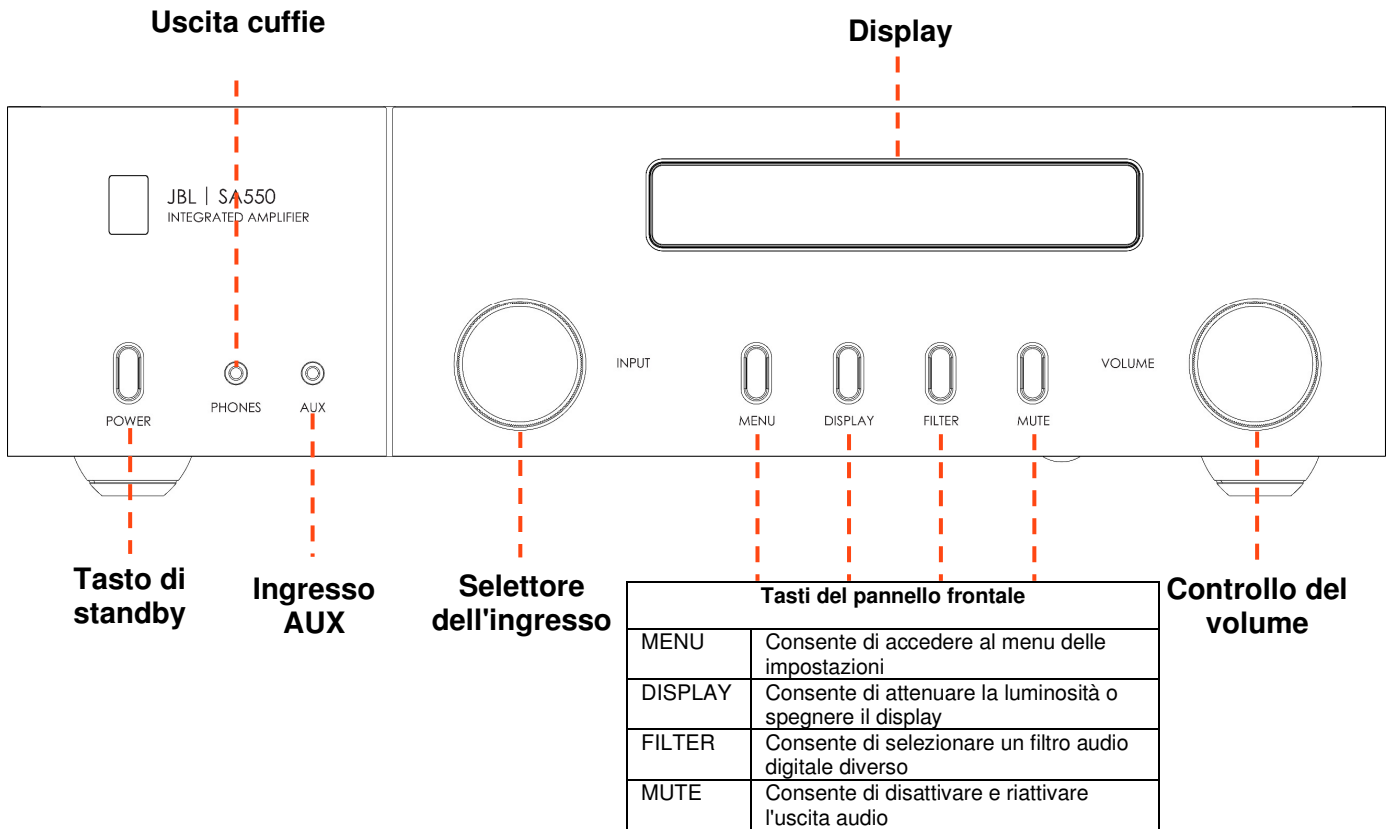 Uscita cuffie
Display
JBL | SA550
INTEGRATED AMPLIFIER
INPUT
VOLUME
POWER
PHONES
AUX
MENU
DISPLAY
FILTER
MUTE
Tasto di
standby
Ingresso
AUX
Selettore
dell'ingresso
Tasti del pannello frontale
MENU Consente di accedere al menu delle
impostazioni
DISPLAY Consente di attenuare la luminosità o
spegnere il display
FILTER Consente di selezionare un filtro audio
digitale diverso
MUTE Consente di disattivare e riattivare
l'uscita audio
Controllo del
volume